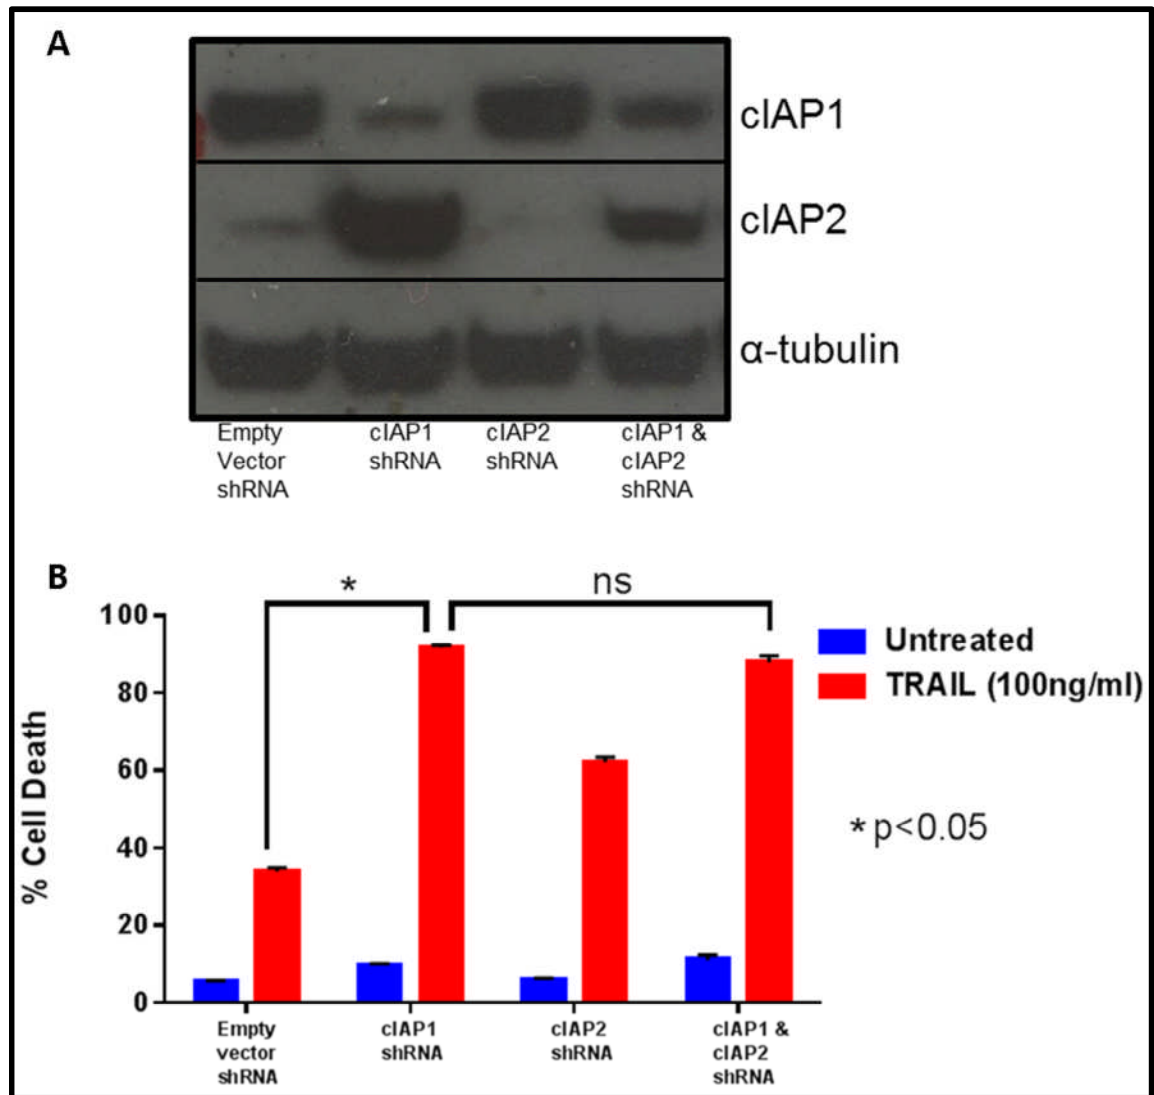 A
cIAP1
cIAP2
α-tubulin
Empty
Vector
shRNA
cIAP1
shRNA
cIAP2
shRNA
cIAP1 &
cIAP2
shRNA
B
*
ns
100
80
60
40
20
0
% Cell Death
Untreated
TRAIL (100ng/ml)
* p<0.05
Empty
vector
shRNA
cIAP1
shRNA
cIAP2
shRNA
cIAP1 &
cIAP2
shRNA